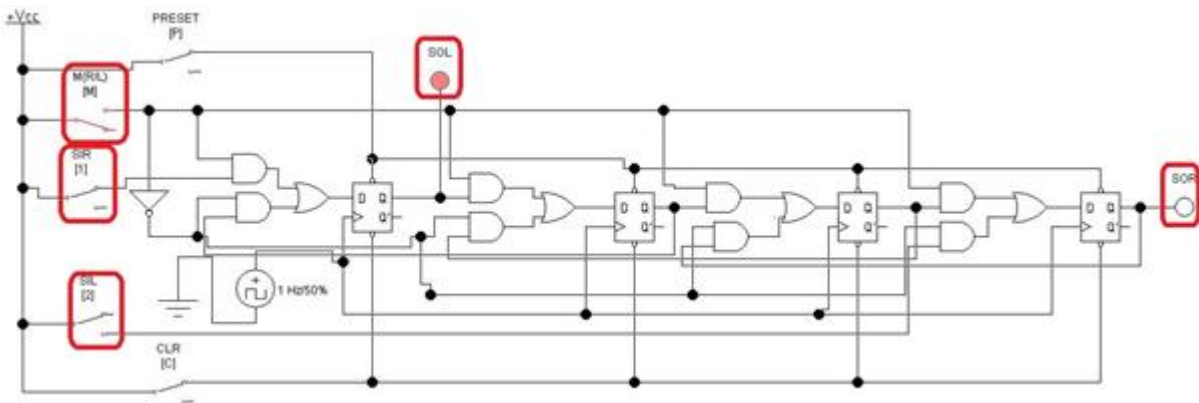 +Vcc
PRESET
[P]
SOL
M(R/L)
[M]
SIR
[1]
SOR
D Q
Q'
D Q
Q'
D Q
Q'
D Q
Q'
SIL
[2]
1 Hz/50%
CLR
[C]